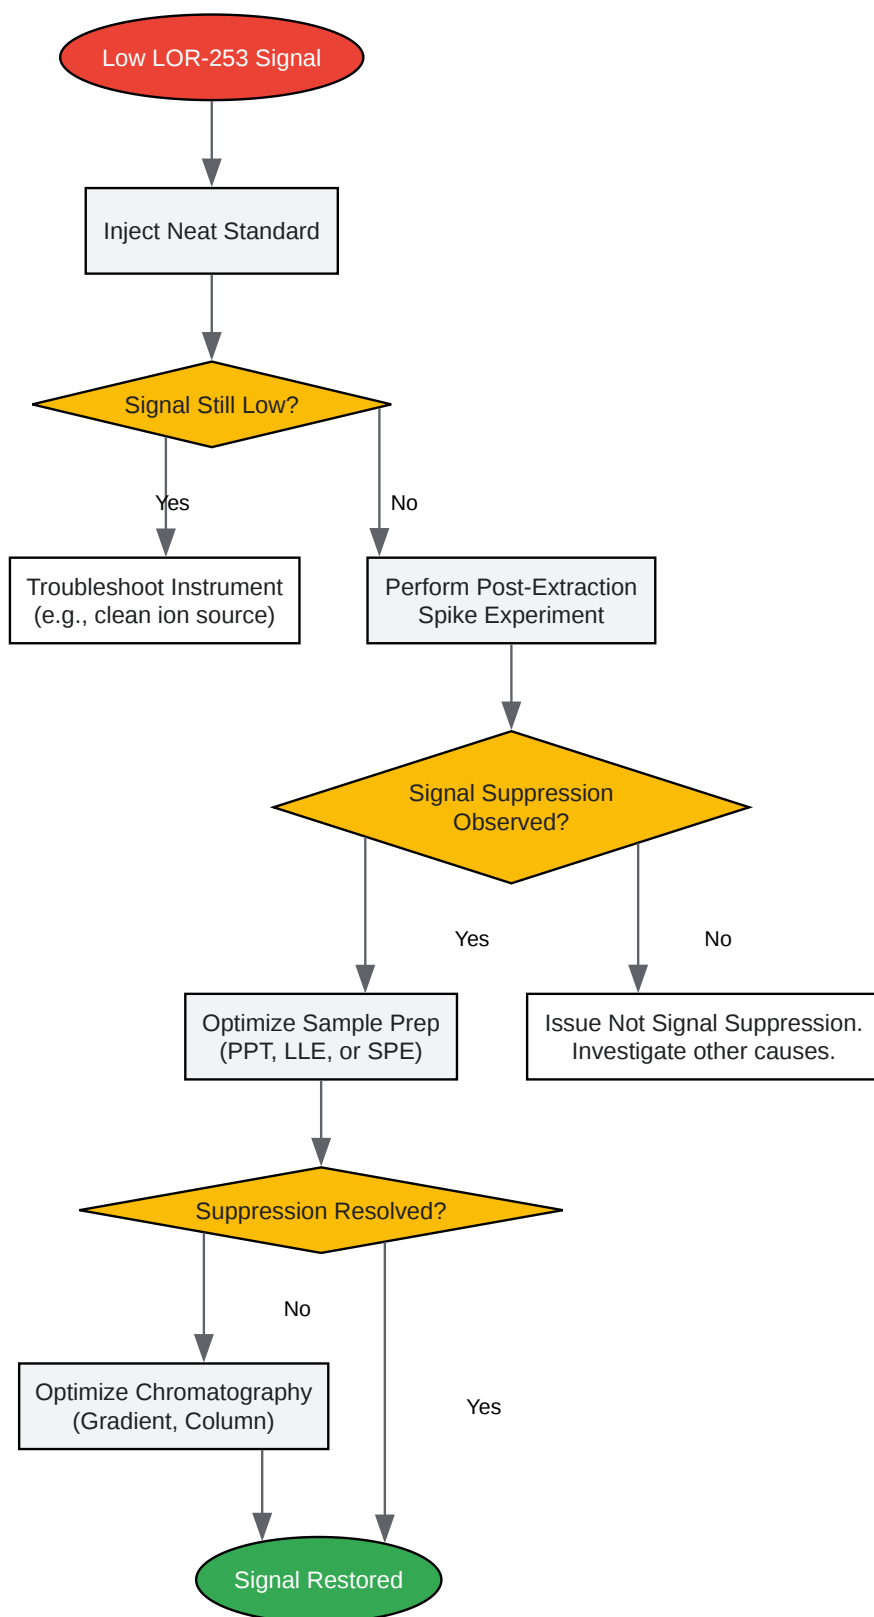 Low LOR-253 Signal
Inject Neat Standard
Signal Still Low?
Yes
No
Troubleshoot Instrument
(e.g., clean ion source)
Perform Post-Extraction
Spike Experiment
Signal Suppression
Observed?
Yes
No
Optimize Sample Prep
(PPT, LLE, or SPE)
Issue Not Signal Suppression.
Investigate other causes.
Suppression Resolved?
No
Optimize Chromatography
(Gradient, Column)
Yes
Signal Restored